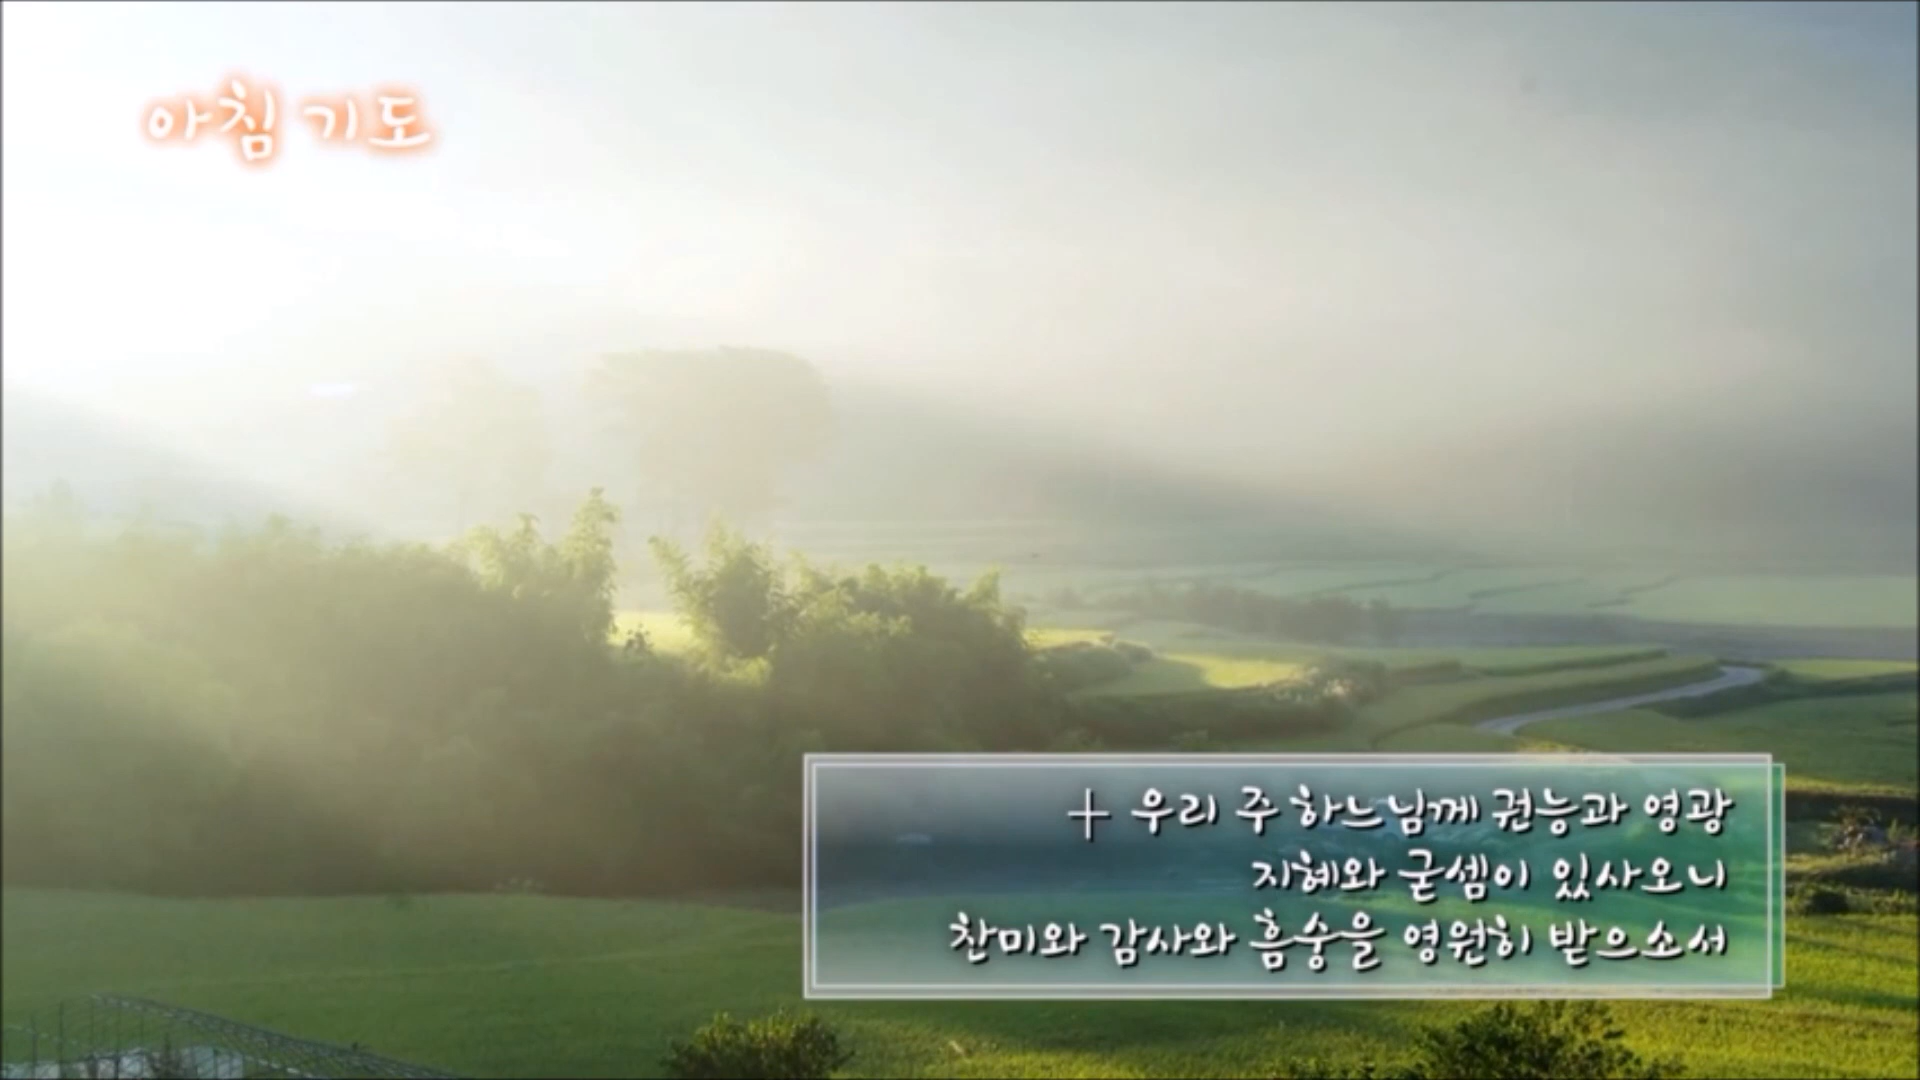 아침 기도
+ 우리 주 하느님께 권능과 영광
지혜와 굳셈이 있사오니
찬미와 감사와 흠숭을 영원히 받으소서